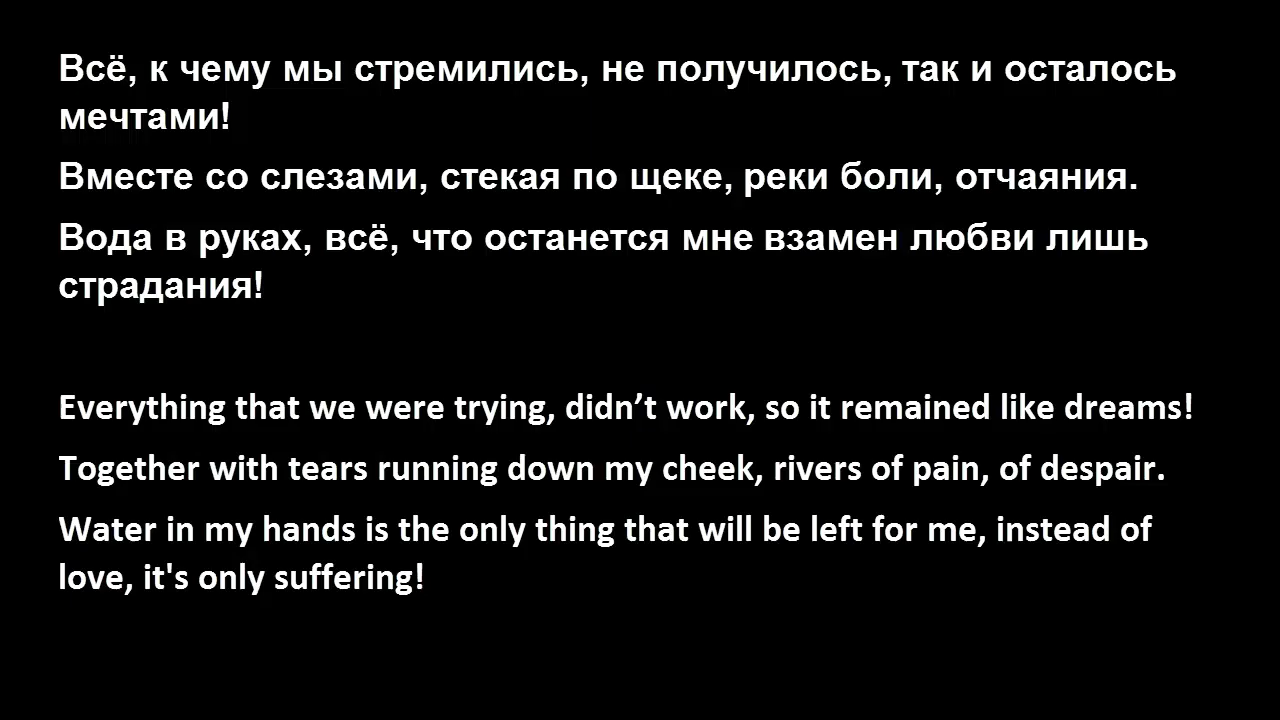 Всё, к чему мы стремились, не получилось, так и осталось
мечтами!
Вместе со слезами, стекая по щеке, реки боли, отчаяния.
Вода в руках, всё, что останется мне взамен любви лишь
страдания!
Everything that we were trying, didn’t work, so it remained like dreams!
Together with tears running down my cheek, rivers of pain, of despair.
Water in my hands is the only thing that will be left for me, instead of
love, it's only suffering!